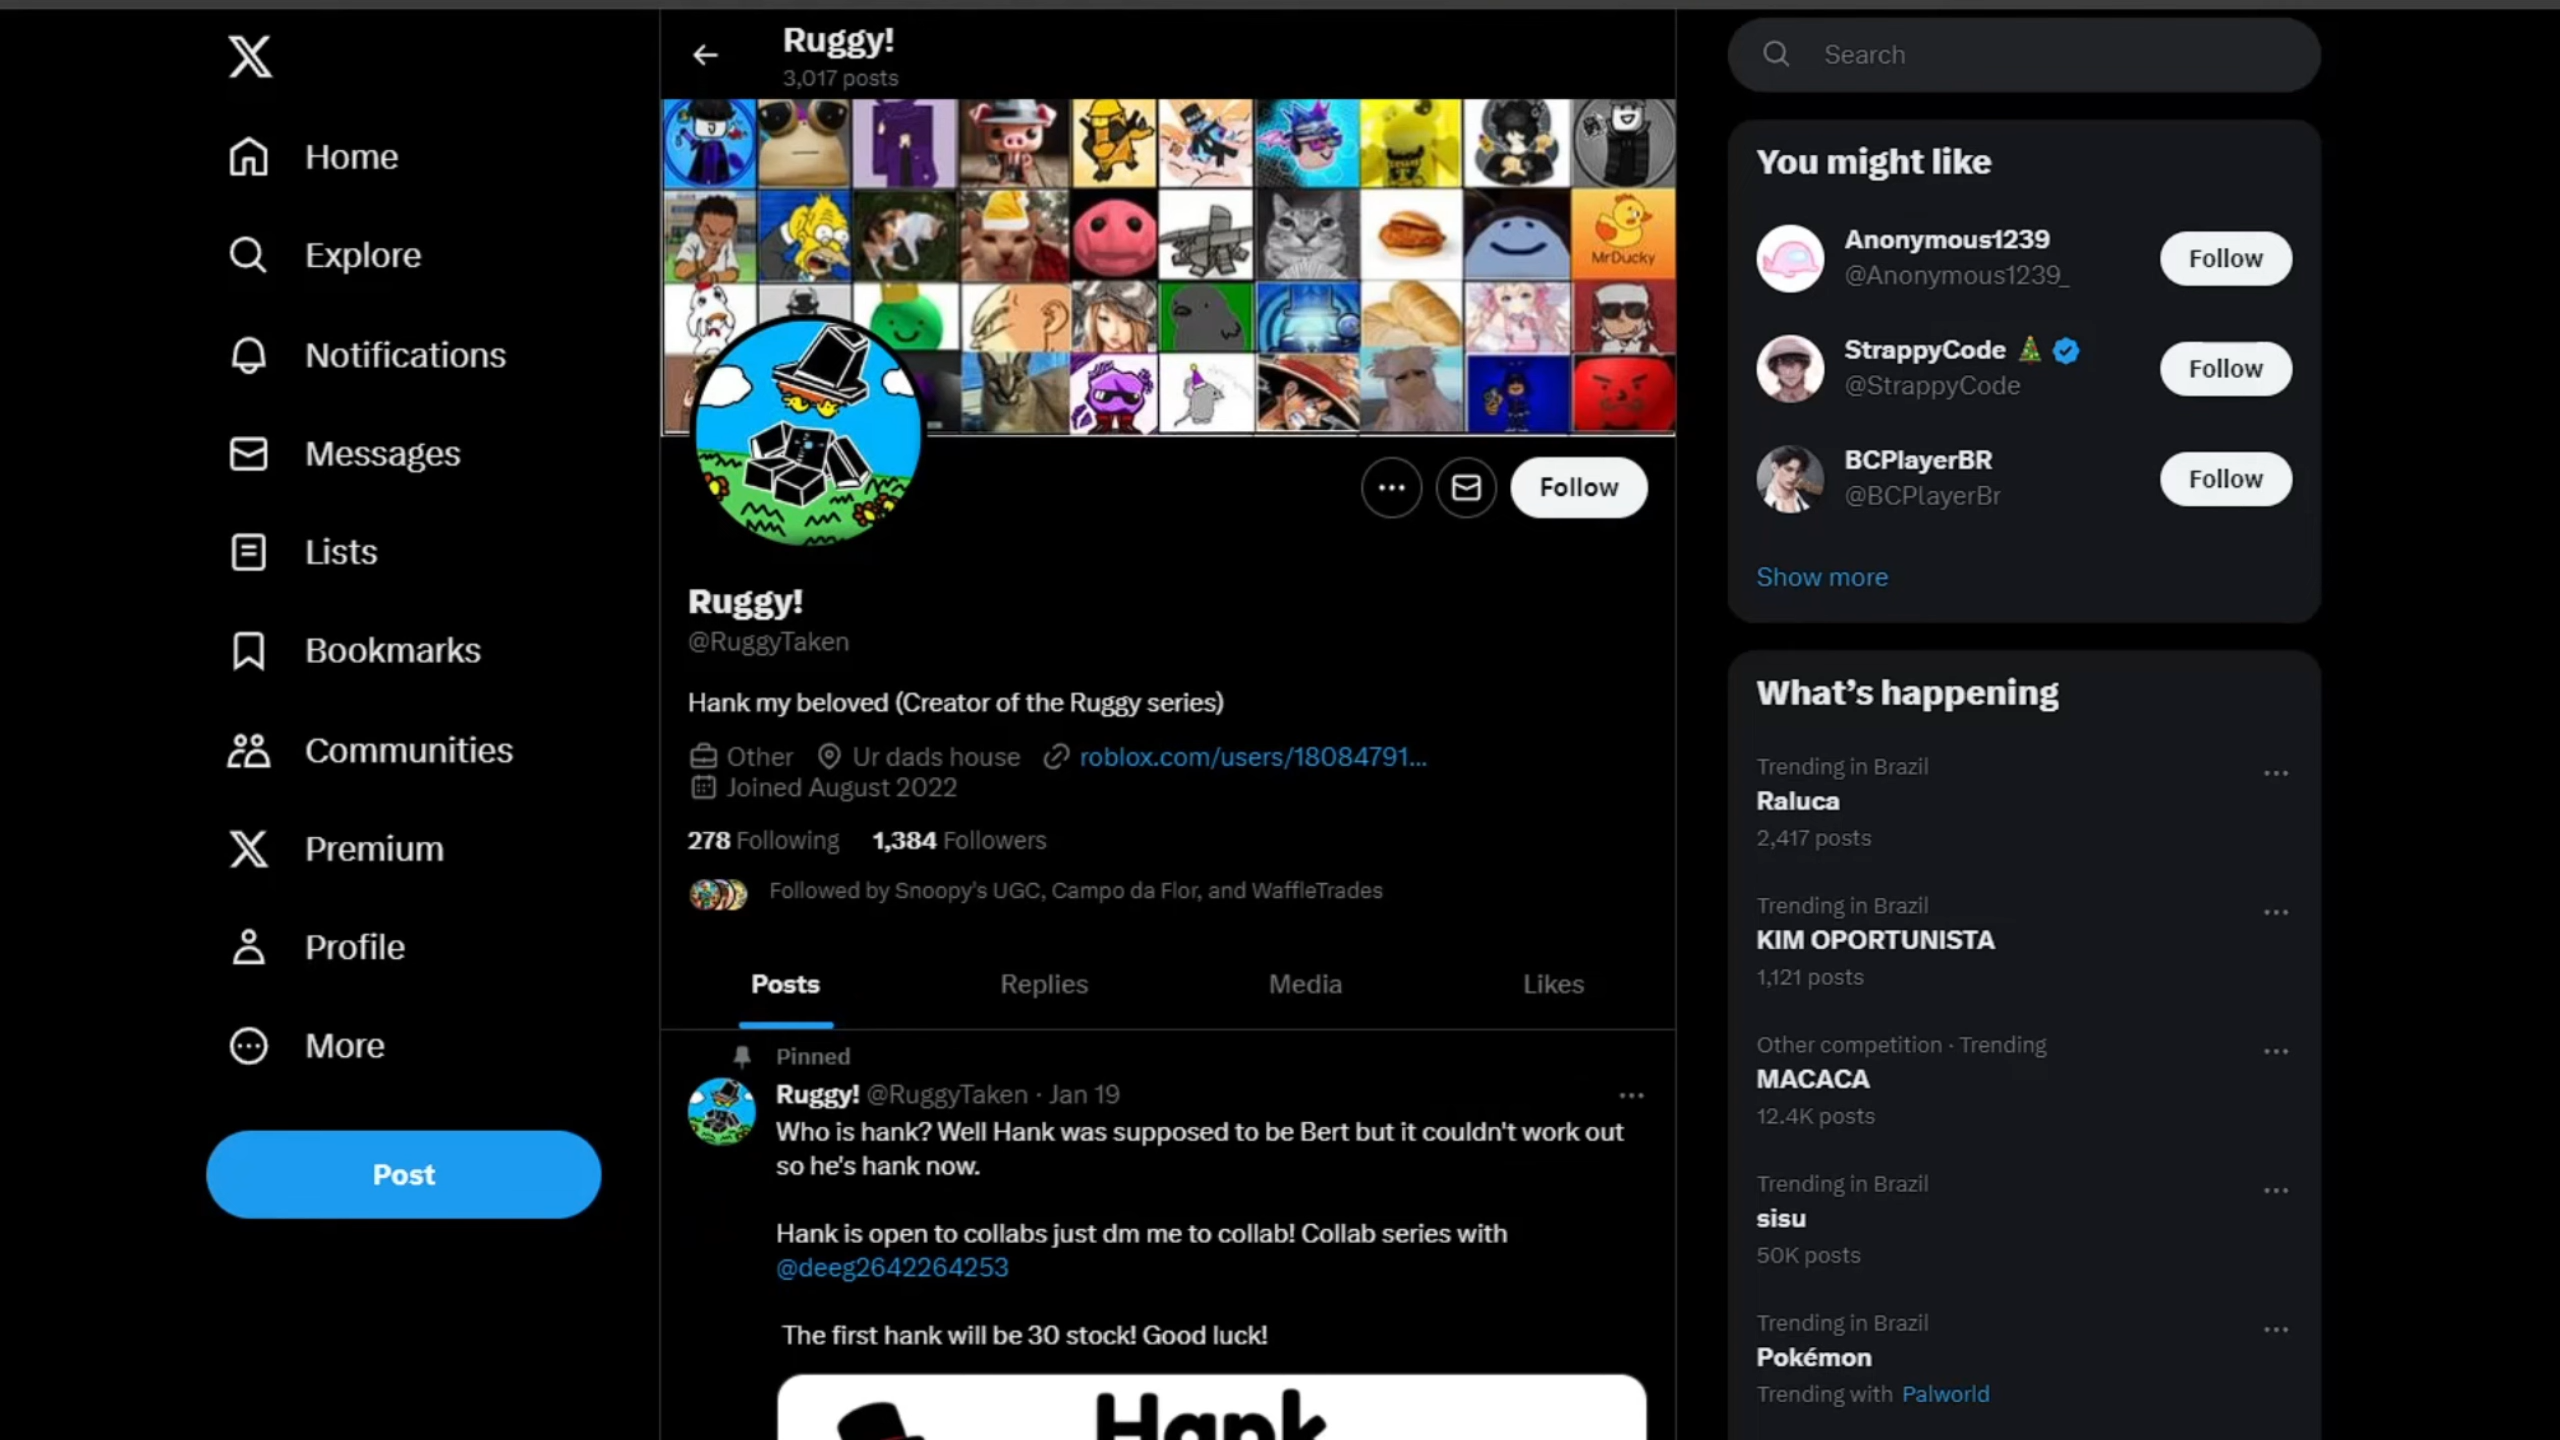 Home
Explore
Notifications
Messages
Lists
Bookmarks
Communities
Premium
Profile
More
Post
Ruggy!
3,017 posts
MrDucky
Follow
Ruggy!
@RuggyTaken
Hank my beloved (Creator of the Ruggy series)
Other Ur dads house roblox.com/users/18084791...
Joined August 2022
278 Following 1,384 Followers
Followed by Snoopy's UGC, Campo da Flor, and WaffleTrades
Posts Replies Media Likes
Pinned
Ruggy! @RuggyTaken · Jan 19
Who is hank? Well Hank was supposed to be Bert but it couldn't work out
so he's hank now.
Hank is open to collabs just dm me to collab! Collab series with
@deeg2642264253
The first hank will be 30 stock! Good luck!
Hank
Search
You might like
Anonymous1239
@Anonymous1239_
Follow
StrappyCode
@StrappyCode
Follow
BCPlayerBR
@BCPlayerBr
Follow
Show more
What's happening
Trending in Brazil
Raluca
2,417 posts
Trending in Brazil
KIM OPORTUNISTA
1,121 posts
Other competition · Trending
MACACA
12.4K posts
Trending in Brazil
sisu
50K posts
Trending in Brazil
Pokémon
Trending with Palworld